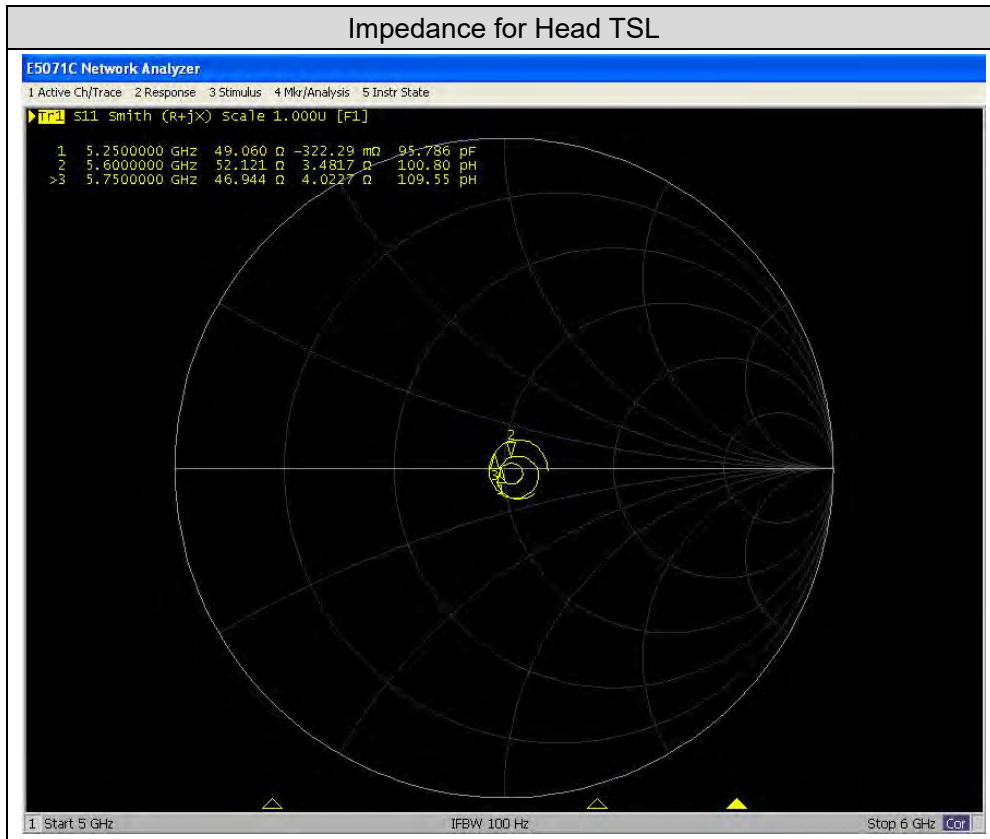 Impedance for Head TSL
E5071C Network Analyzer
1 Active Ch/Trace 2 Response 3 Stimulus 4 Mkr/Analysis 5 Instr State
Tr1 S11 Smith (R+jX) Scale 1.000U [F1]
1 5.2500000 GHz 49.060 Ω -322.29 mΩ 95.786 pF
2 5.6000000 GHz 52.121 Ω 3.4817 Ω 100.80 pH
>3 5.7500000 GHz 46.944 Ω 4.0227 Ω 109.55 pH
2
3
1
1 Start 5 GHz IFBW 100 Hz Stop 6 GHz Cor